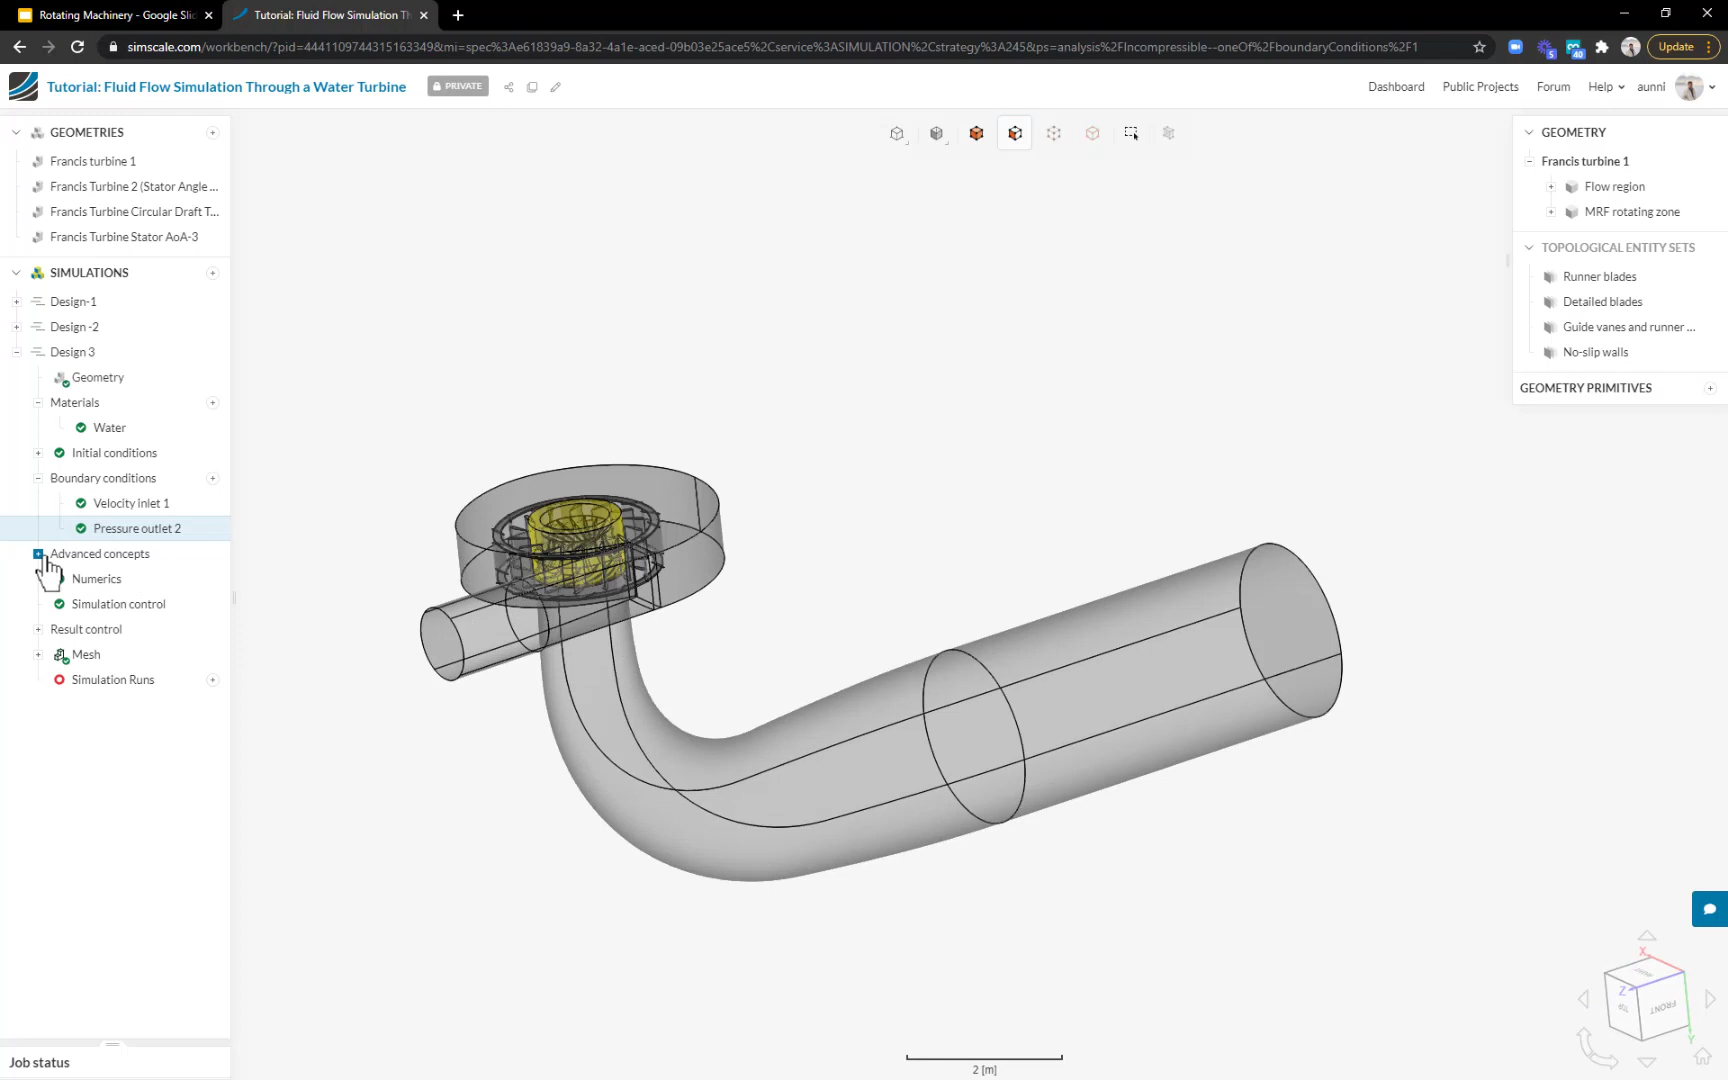 Rotating Machinery - Google Slid
Tutorial: Fluid Flow Simulation Th
simscale.com/workbench/?pid=4441109744315163349&mi=spec%3Ae61839a9-8a32-4a1e-aced-09b03e25ace5%2Cservice%3ASIMULATION%2Cstrategy%3A245&ps=analysis%2FIncompressible--oneOf%2FboundaryConditions%2F1
5
40
Update
Tutorial: Fluid Flow Simulation Through a Water Turbine
PRIVATE
Dashboard
Public Projects
Forum
Help
aunni
GEOMETRIES
Francis turbine 1
Francis Turbine 2 (Stator Angle ...
Francis Turbine Circular Draft T...
Francis Turbine Stator AoA-3
SIMULATIONS
Design-1
Design -2
Design 3
Geometry
Materials
Water
Initial conditions
Boundary conditions
Velocity inlet 1
Pressure outlet 2
Advanced concepts
Numerics
Simulation control
Result control
Mesh
Simulation Runs
Job status
GEOMETRY
Francis turbine 1
Flow region
MRF rotating zone
TOPOLOGICAL ENTITY SETS
Runner blades
Detailed blades
Guide vanes and runner ...
No-slip walls
GEOMETRY PRIMITIVES
X
Z
FRONT
Y
2 [m]